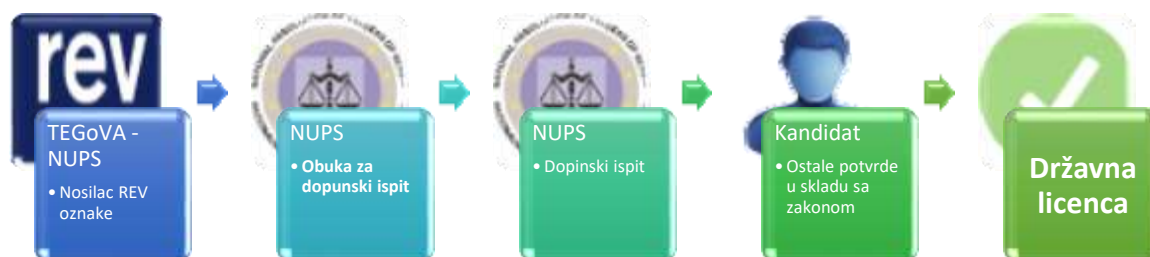 rev
TEGoVA -
NUPS
• Nosilac REV
oznake
NUPS
• Obuka za
dopunski ispit
NUPS
• Dopinski ispit
Kandidat
• Ostale potvrde
u skladu sa
zakonom
Državna
licenca